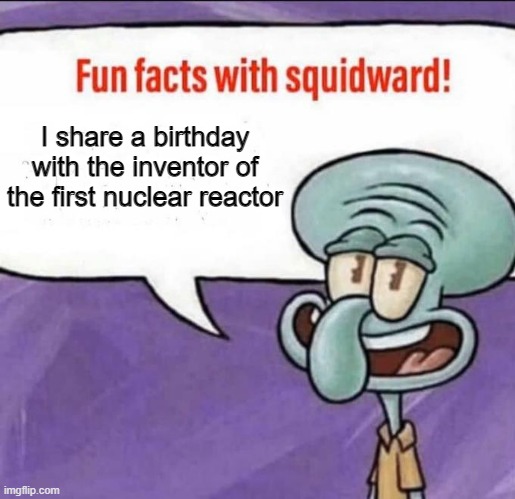 Fun facts with squidward!
I share a birthday
with the inventor of
the first nuclear reactor
imgflip.com